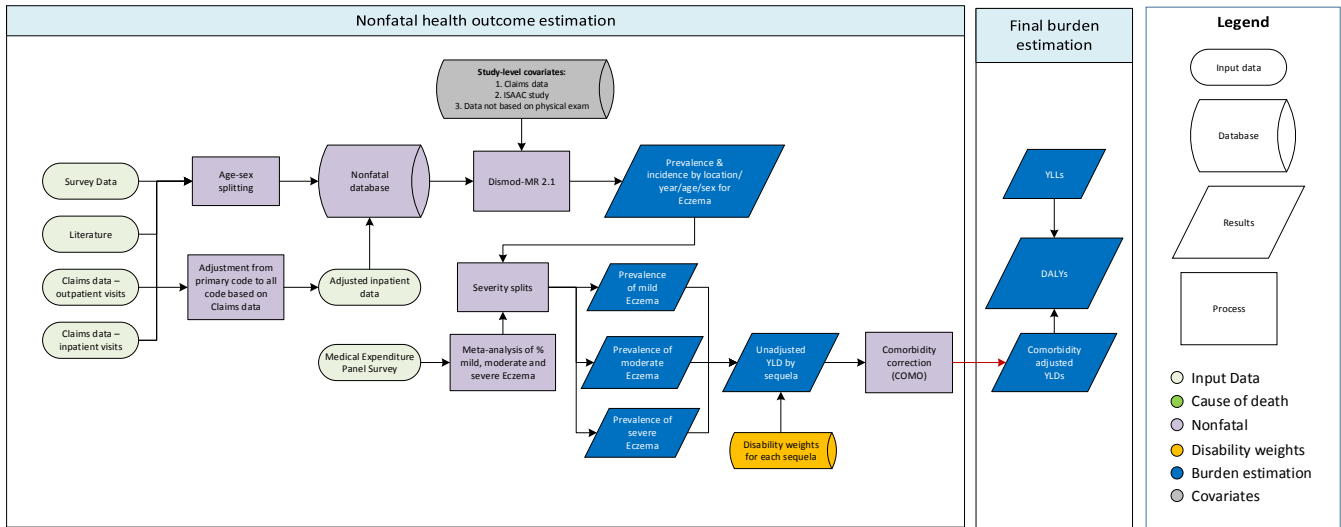 Nonfatal health outcome estimation
Final burden
estimation
Legend
Study-level covariates:
1. Claims data
2. ISAAC study
3. Data not based on physical exam
Input data
Database
Results
Process
Survey Data
Age-sex
splitting
Nonfatal
database
Dismod-MR 2.1
Prevalence &
incidence by location/
year/age/sex for
Eczema
YLLs
Literature
Claims data –
outpatient visits
Adjustment from
primary code to all
code based on
Claims data
Adjusted inpatient
data
Severity splits
Prevalence
of mild
Eczema
DALYs
Claims data –
inpatient visits
Medical Expenditure
Panel Survey
Meta-analysis of %
mild, moderate and
severe Eczema
Prevalence of
moderate
Eczema
Unadjusted
YLD by
sequela
Comorbidity
correction
(COMO)
Comorbidity
adjusted
YLDs
Prevalence of
severe
Eczema
Disability weights
for each sequela
Input Data
Cause of death
Nonfatal
Disability weights
Burden estimation
Covariates